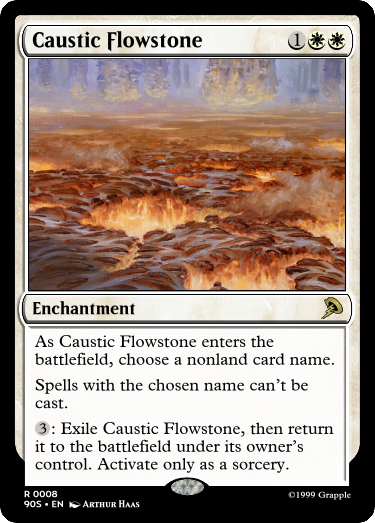 Caustic Flowstone 1
Enchantment
As Caustic Flowstone enters the
battlefield, choose a nonland card name.
Spells with the chosen name can't be
cast.
3: Exile Caustic Flowstone, then return
it to the battlefield under its owner's
control. Activate only as a sorcery.
R 0008
90S • EN Arthur Haas
©1999 Grapple